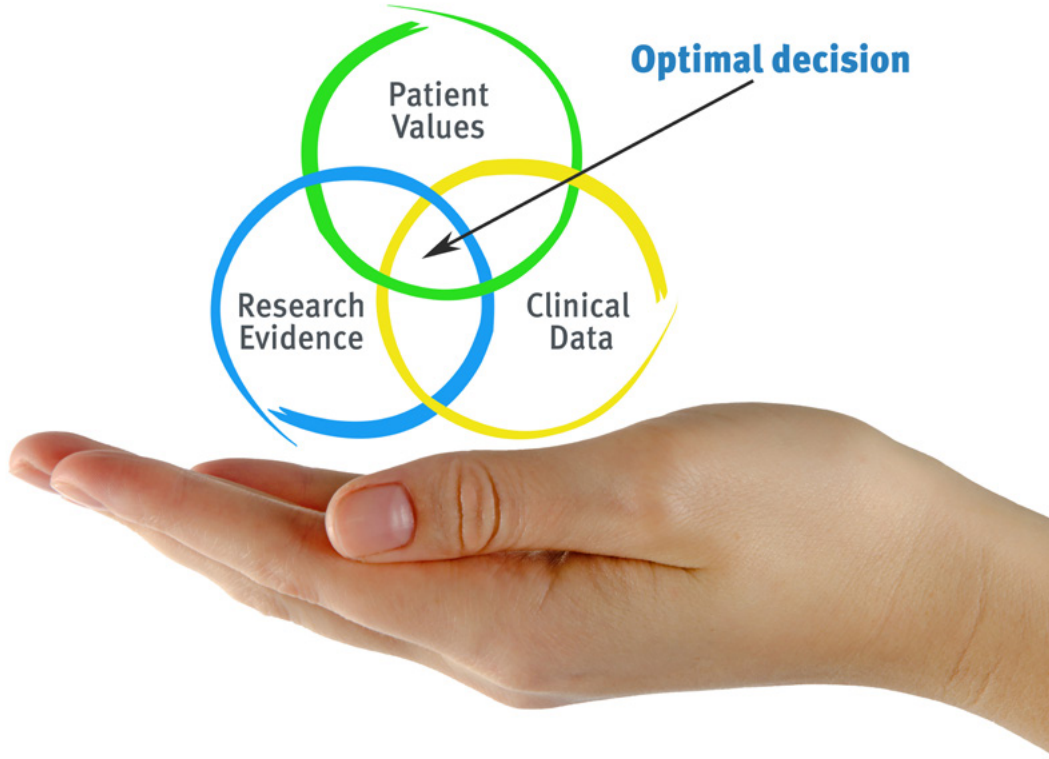 Optimal decision
Patient
Values
Research
Evidence
Clinical
Data